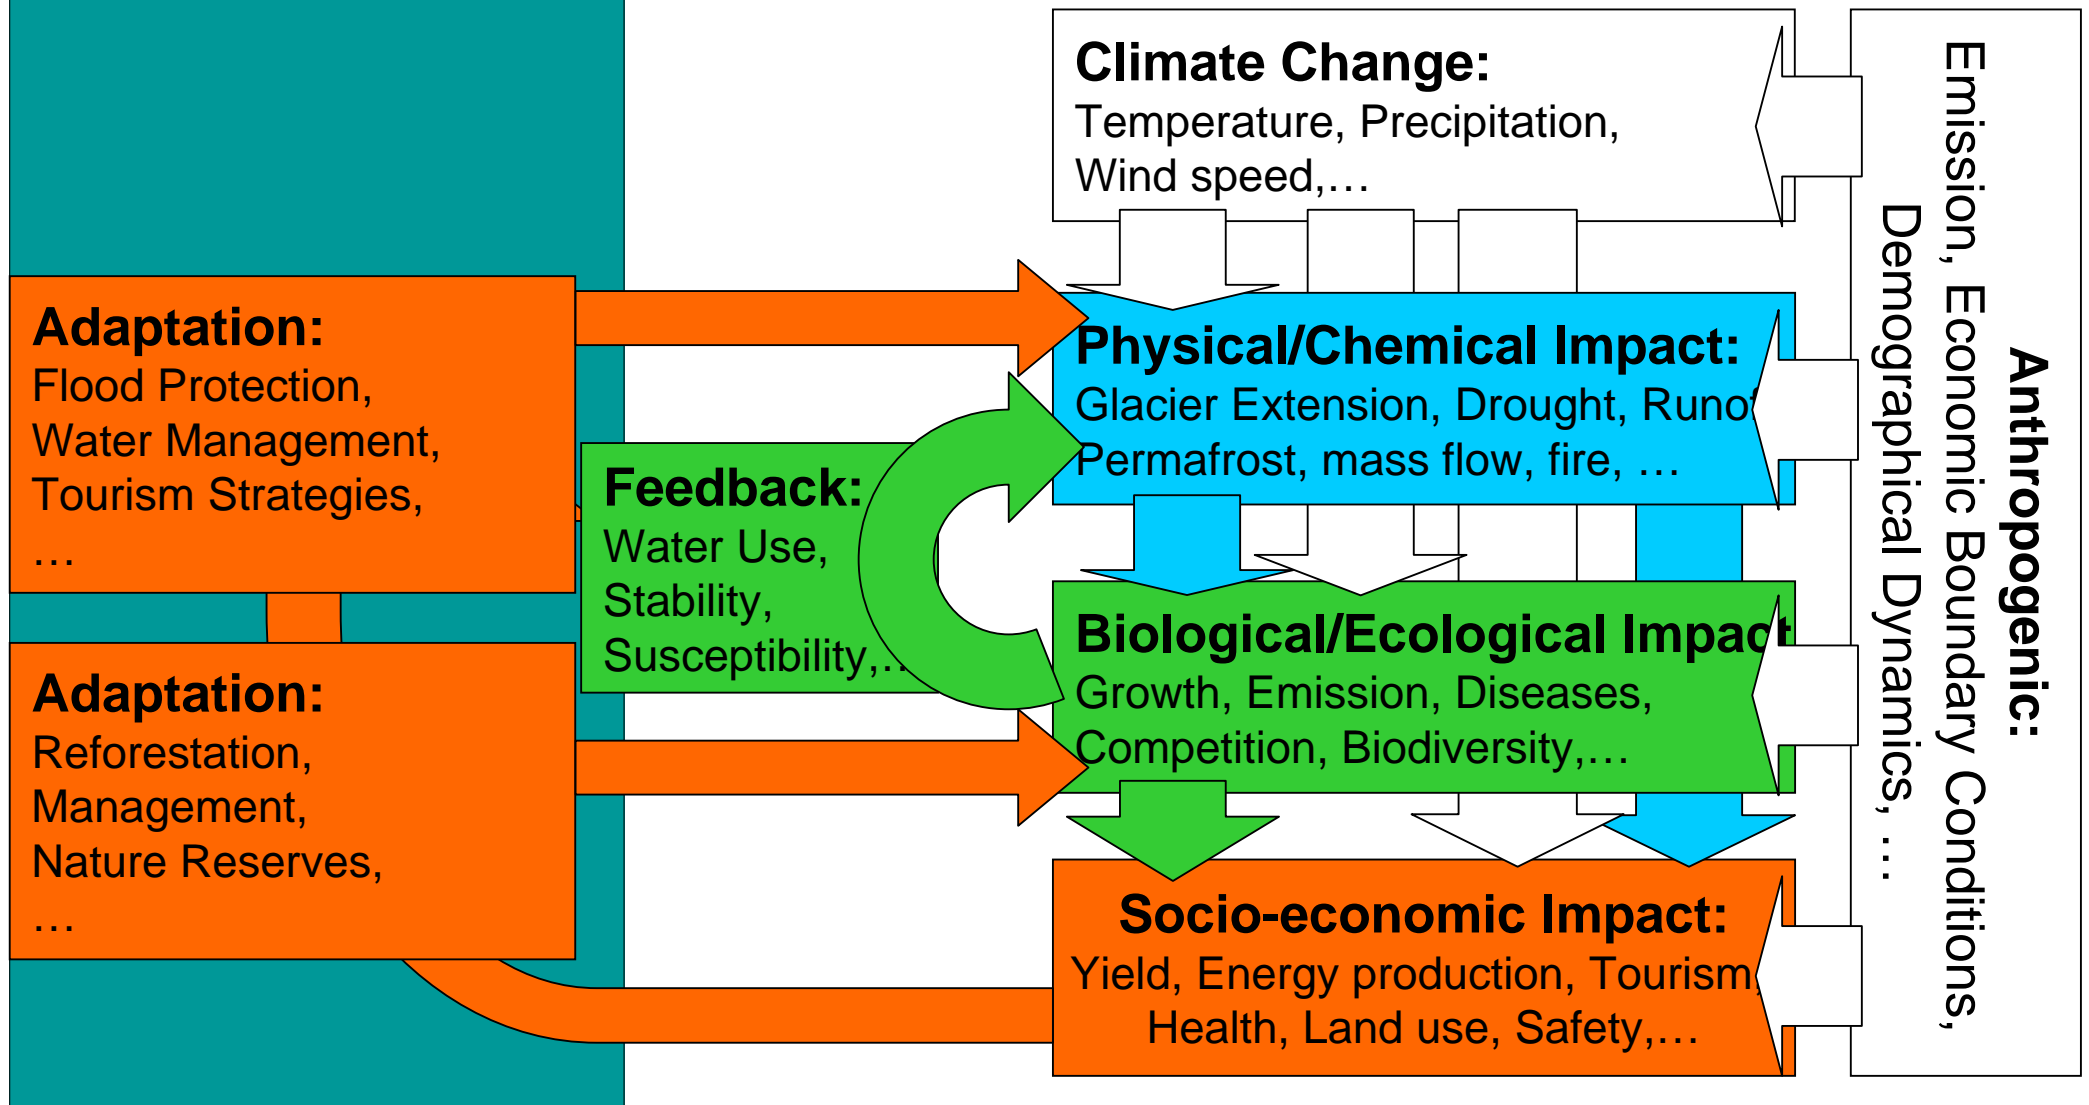 Climate Change:
Temperature, Precipitation,
Wind speed,…
Adaptation:
Flood Protection,
Water Management,
Tourism Strategies,
…
Physical/Chemical Impact:
Glacier Extension, Drought,
Permafrost, mass flow, fire, …
Feedback:
Water Use,
Stability,
Susceptibility,..
Biological/Ecological Impact
Growth, Emission, Diseases,
Competition, Biodiversity,…
Adaptation:
Reforestation,
Management,
Nature Reserves,
…
Socio-economic Impact:
Yield, Energy production, Tourism,
Health, Land use, Safety,…
Anthropogenic:
Emission, Economic Boundary Conditions,
Demographical Dynamics, …